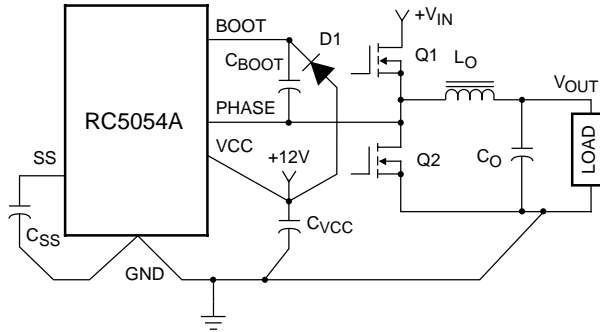 BOOT
+VIN
D1
CBOOT
Q1
LO
VOUT
RC5054A
PHASE
VCC
SS
+12V
Q2
CO
LOAD
CSS
CVCC
GND